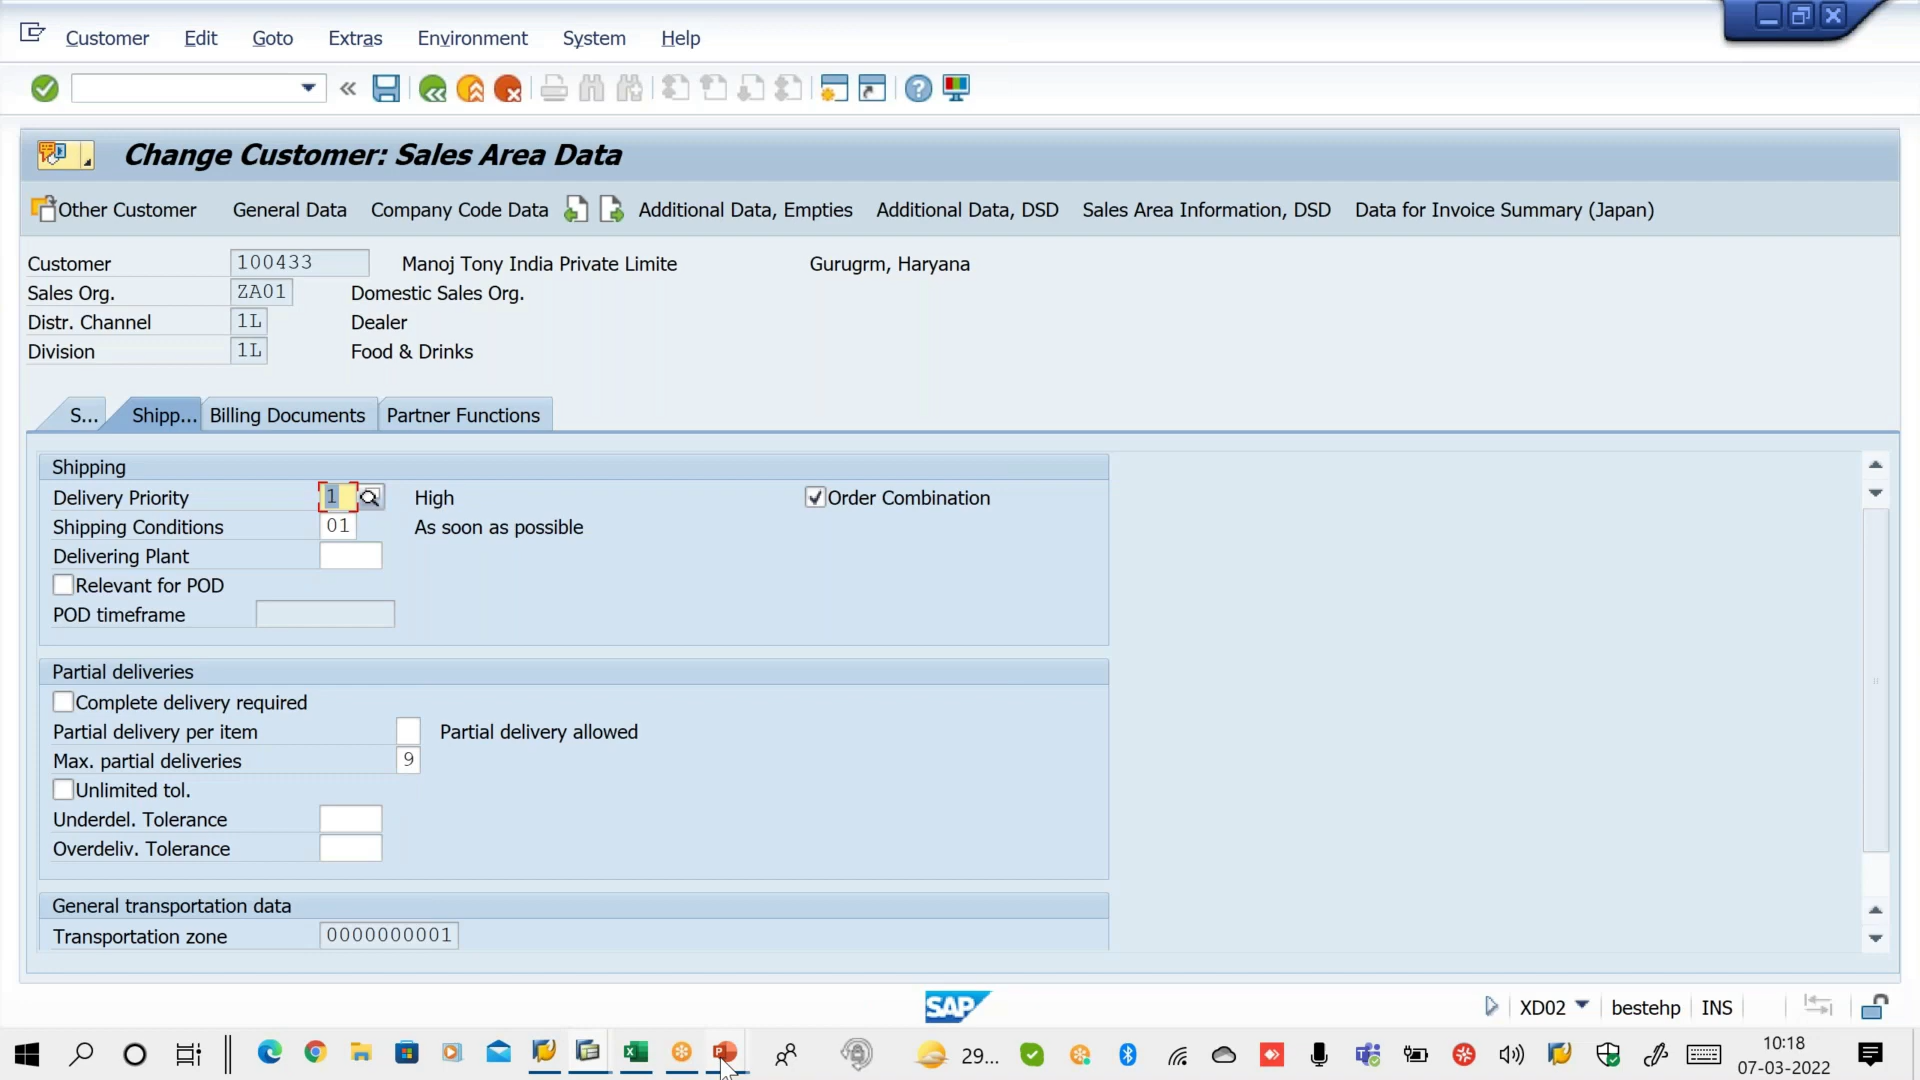 Customer Edit Goto Extras Environment System Help
Change Customer: Sales Area Data
Other Customer General Data Company Code Data Additional Data, Empties Additional Data, DSD Sales Area Information, DSD Data for Invoice Summary (Japan)
Customer 100433 Manoj Tony India Private Limite Gurugrm, Haryana
Sales Org. ZA01 Domestic Sales Org.
Distr. Channel 1L Dealer
Division 1L Food & Drinks
S... Shipp... Billing Documents Partner Functions
Shipping
Delivery Priority 1 High Order Combination
Shipping Conditions 01 As soon as possible
Delivering Plant
Relevant for POD
POD timeframe
Partial deliveries
Complete delivery required
Partial delivery per item Partial delivery allowed
Max. partial deliveries 9
Unlimited tol.
Underdel. Tolerance
Overdeliv. Tolerance
General transportation data
Transportation zone 0000000001
SAP XD02 bestehp INS
29... 10:18
07-03-2022